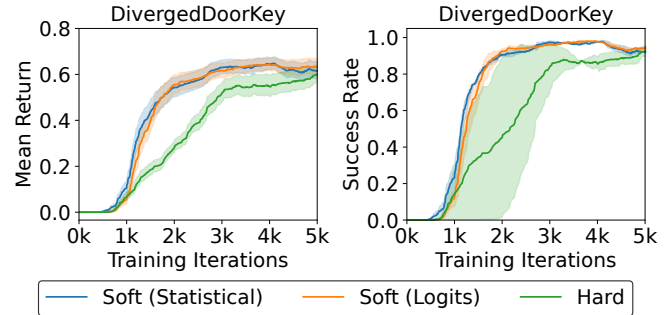 DivergedDoorKey
Mean Return
0.8
0.6
0.4
0.2
0.0
0k 1k 2k 3k 4k 5k
Training Iterations
DivergedDoorKey
Success Rate
1.0
0.8
0.6
0.4
0.2
0.0
0k 1k 2k 3k 4k 5k
Training Iterations
Soft (Statistical) Soft (Logits) Hard